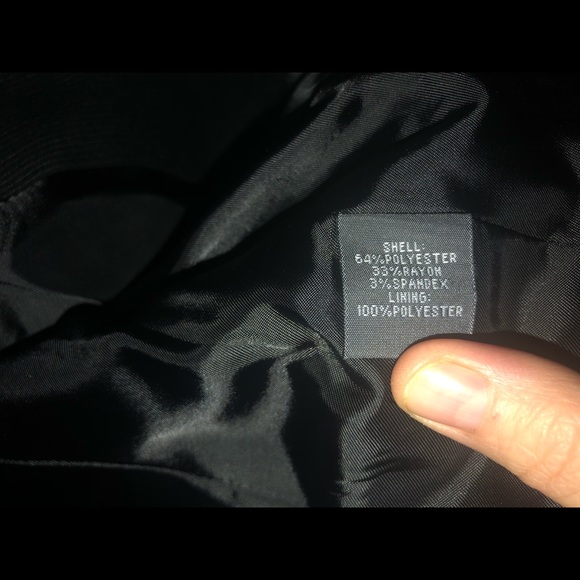 SHELL:
64%POLYESTER
33%RAYON
3%SPANDEX
LINING:
100%POLYESTER